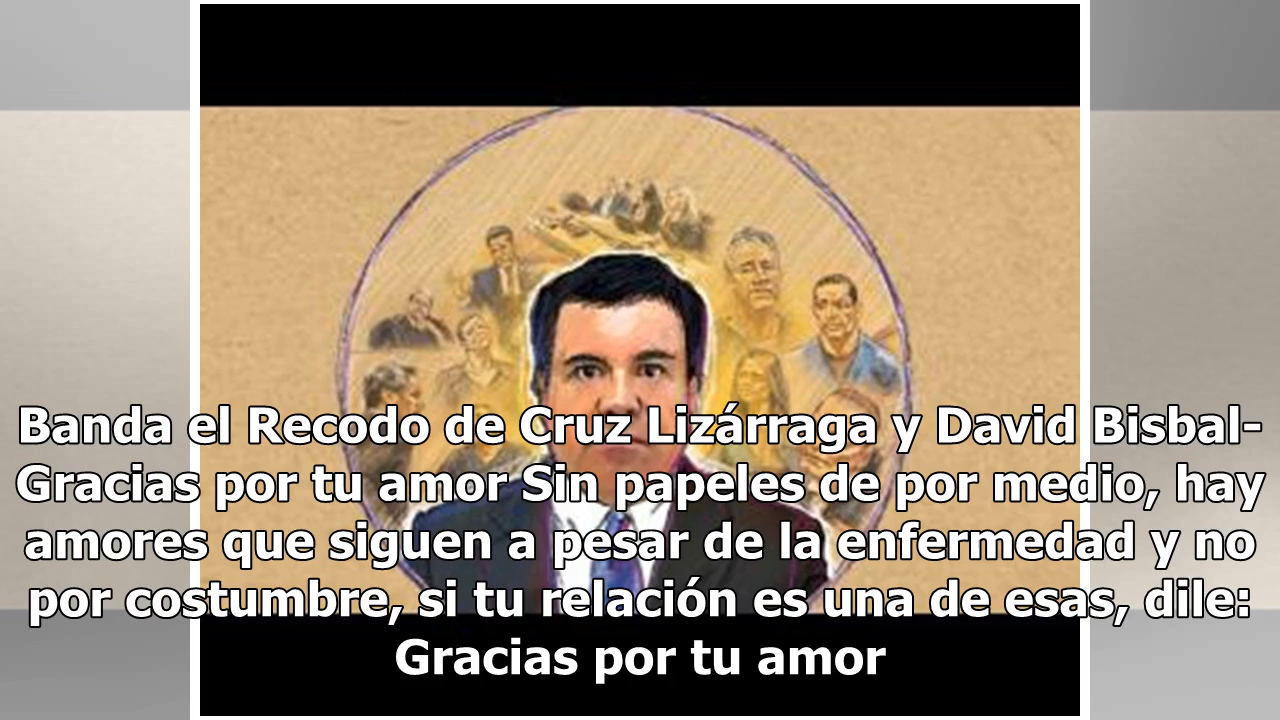 Banda el Recodo de Cruz Lizárraga y David Bisbal-
Gracias por tu amor Sin papeles de por medio, hay
amores que siguen a pesar de la enfermedad y no
por costumbre, si tu relación es una de esas, dile:
Gracias por tu amor